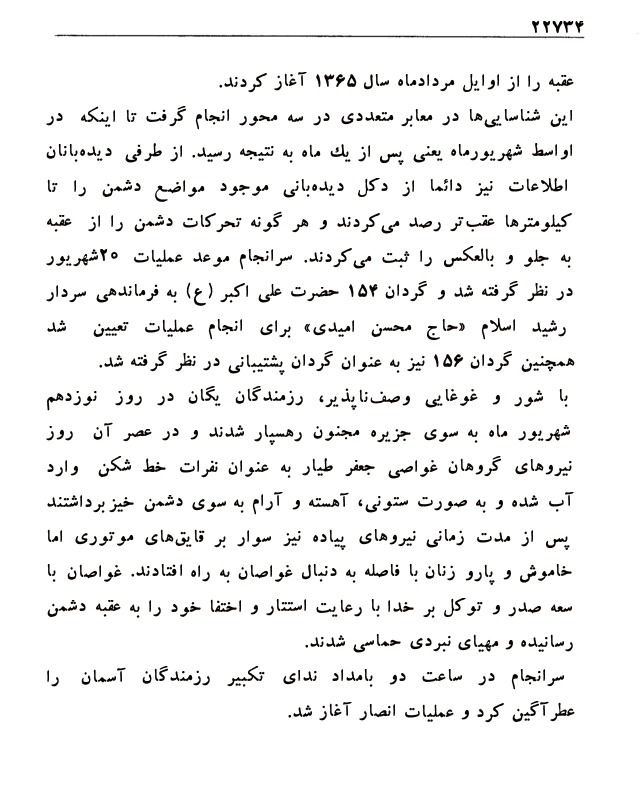 ۲۲۷۳۴
عقبه را از اوایل مردادماه سال ۱۳۶۵ آغاز کردند.
این شناسایی‌ها در معابر متعددی در سه محور انجام گرفت تا اینکه در
اواسط شهریورماه یعنی پس از یك ماه به نتیجه رسید. از طرفی دیده‌بانان
اطلاعات نیز دائما از دکل دیده‌بانی موجود مواضع دشمن را تا
کیلومترها عقب‌تر رصد می‌کردند و هر گونه تحرکات دشمن را از عقبه
به جلو و بالعکس را ثبت می‌کردند. سرانجام موعد عملیات ۲۰شهریور
در نظر گرفته شد و گردان ۱۵۴ حضرت علی اکبر (ع) به فرماندهی سردار
رشید اسلام «حاج محسن امیدی» برای انجام عملیات تعیین شد
همچنین گردان ۱۵۶ نیز به عنوان گردان پشتیبانی در نظر گرفته شد.
با شور و غوغایی وصف‌ناپذیر، رزمندگان یگان در روز نوزدهم
شهریور ماه به سوی جزیره مجنون رهسپار شدند و در عصر آن روز
نیروهای گروهان غواصی جعفر طیار به عنوان نفرات خط شکن وارد
آب شده و به صورت ستونی، آهسته و آرام به سوی دشمن خیزبرداشتند
پس از مدت زمانی نیروهای پیاده نیز سوار بر قایق‌های موتوری اما
خاموش و پارو زنان با فاصله به دنبال غواصان به راه افتادند. غواصان با
سعه صدر و توکل بر خدا با رعایت استتار و اختفا خود را به عقبه دشمن
رسانیده و مهیای نبردی حماسی شدند.
سرانجام در ساعت دو بامداد ندای تکبیر رزمندگان آسمان را
عطرآگین کرد و عملیات انصار آغاز شد.